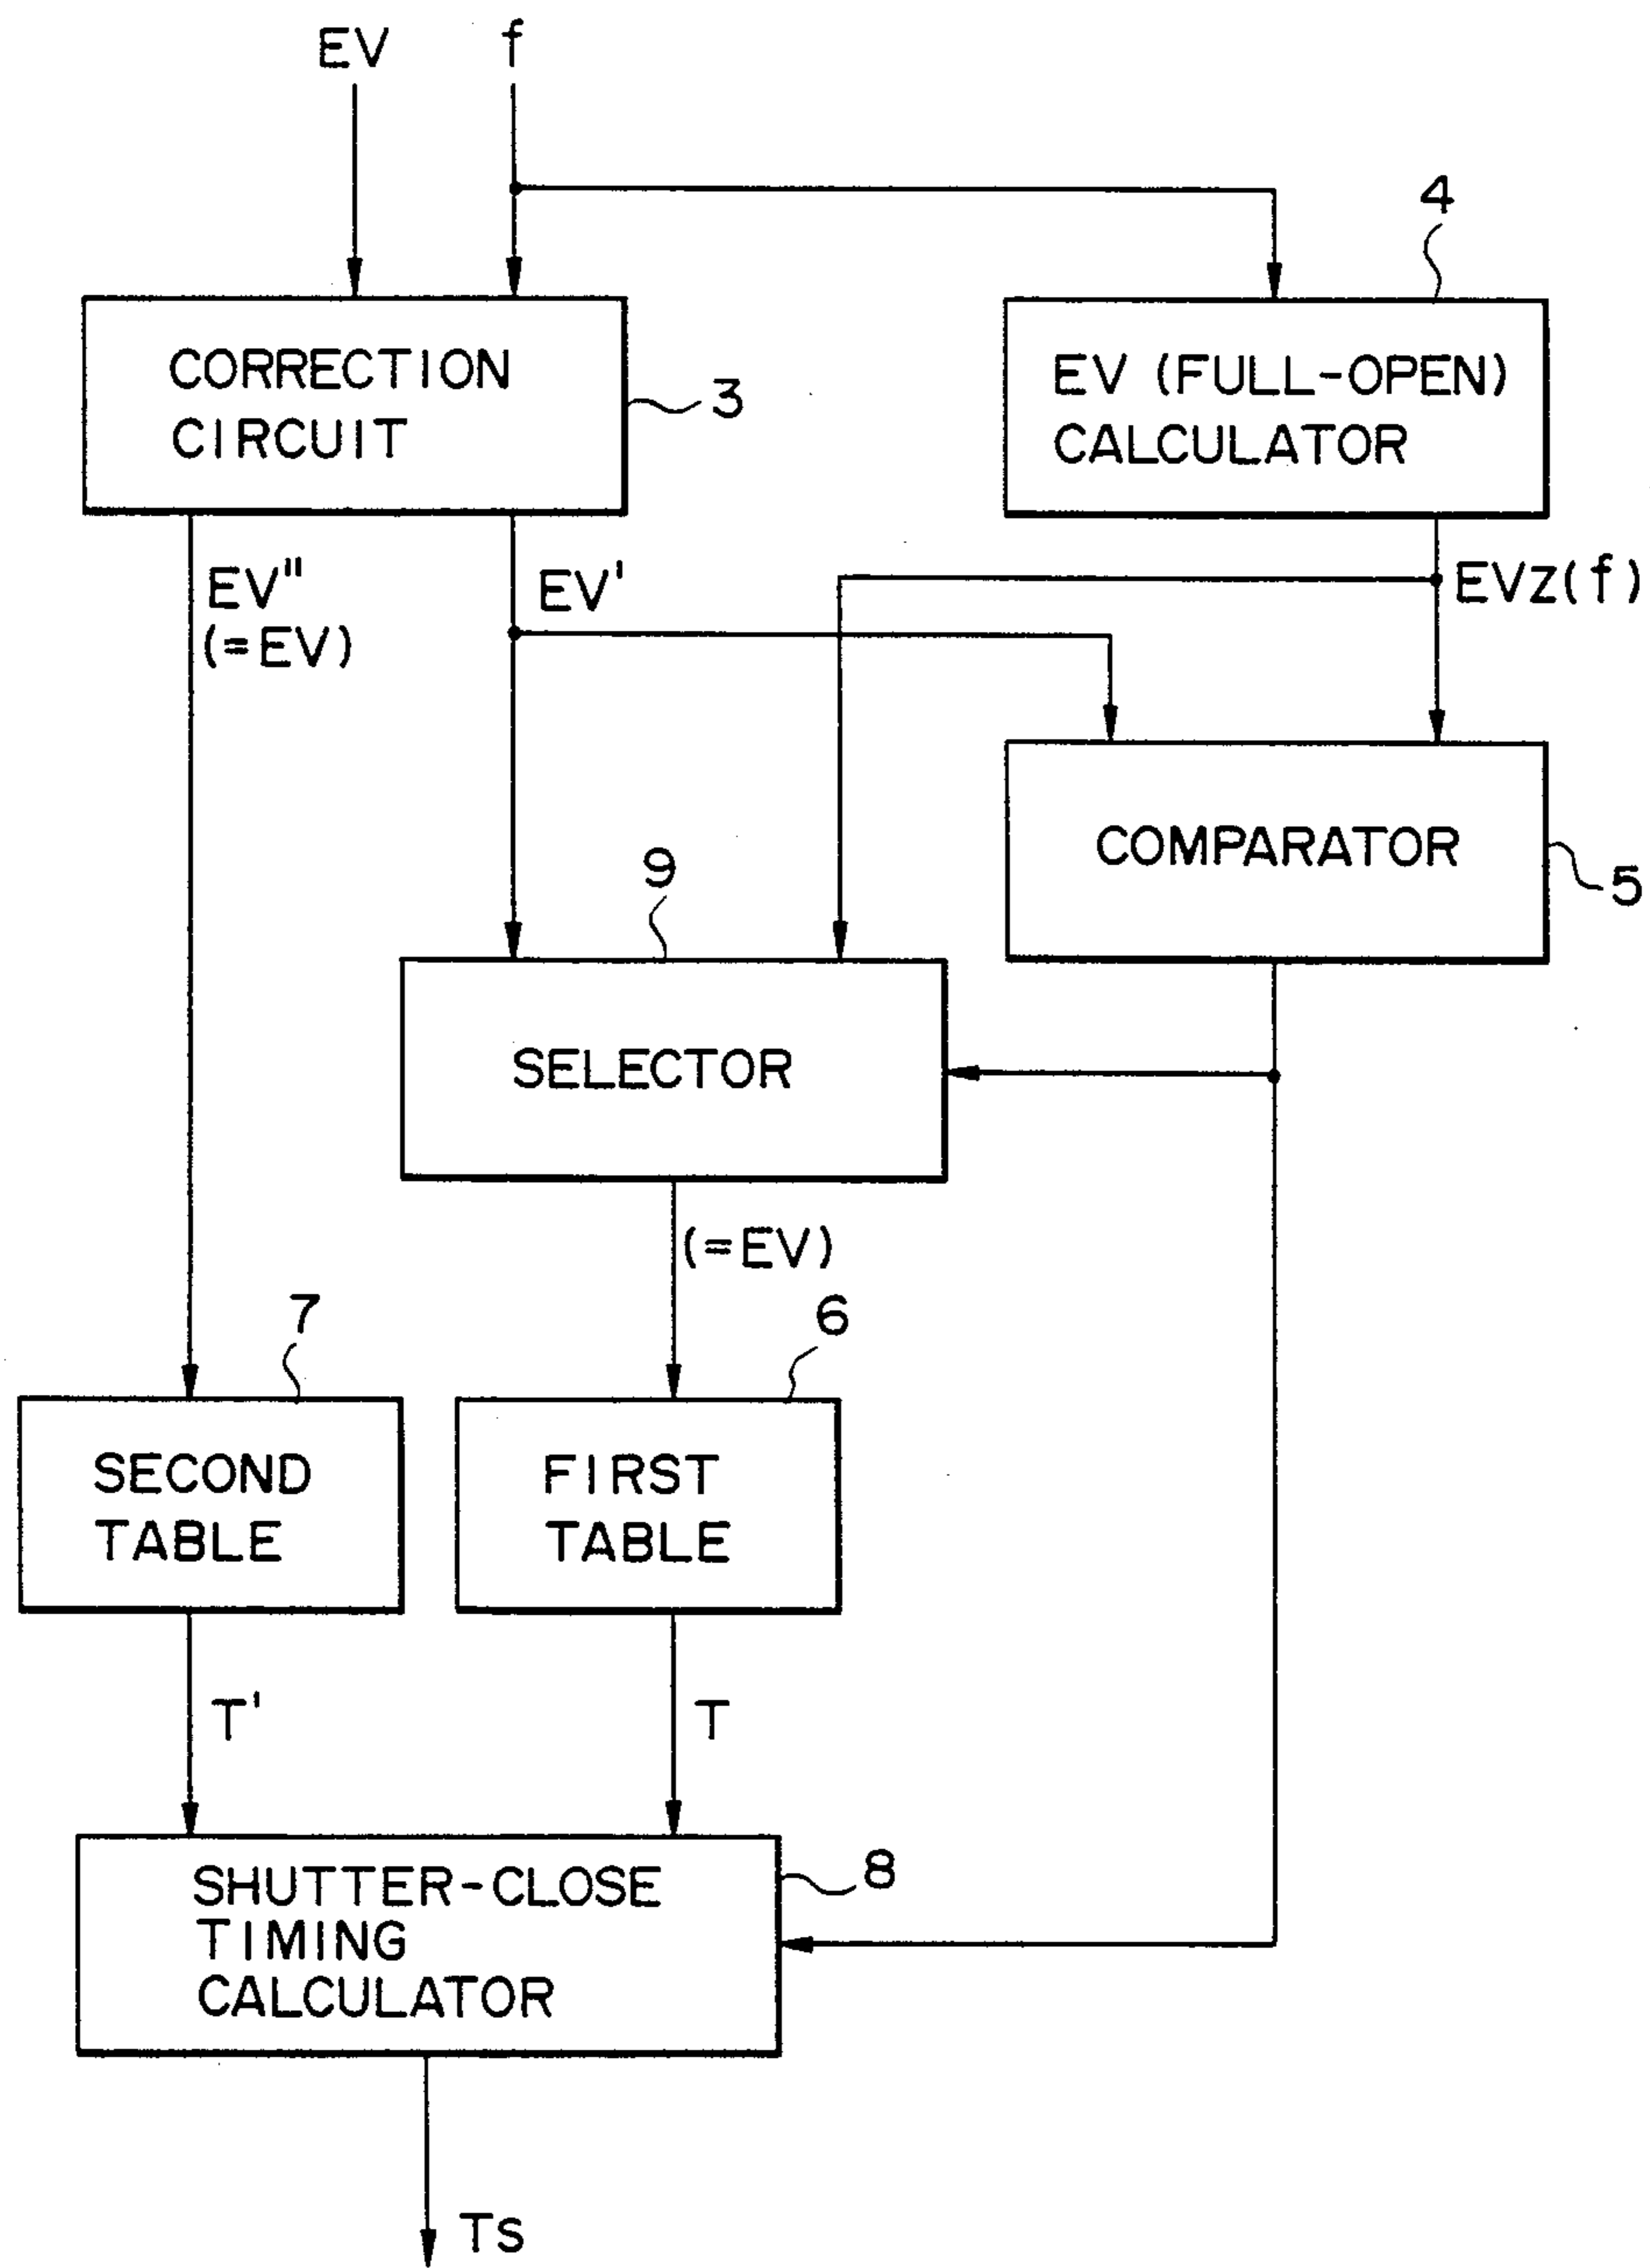 EV
f
4
CORRECTION
CIRCUIT
3
EV (FULL-OPEN)
CALCULATOR
EV"
(=EV)
EV'
EVZ(f)
COMPARATOR
5
9
SELECTOR
(=EV)
7
6
SECOND
TABLE
FIRST
TABLE
T'
T
SHUTTER-CLOSE
TIMING
CALCULATOR
8
TS